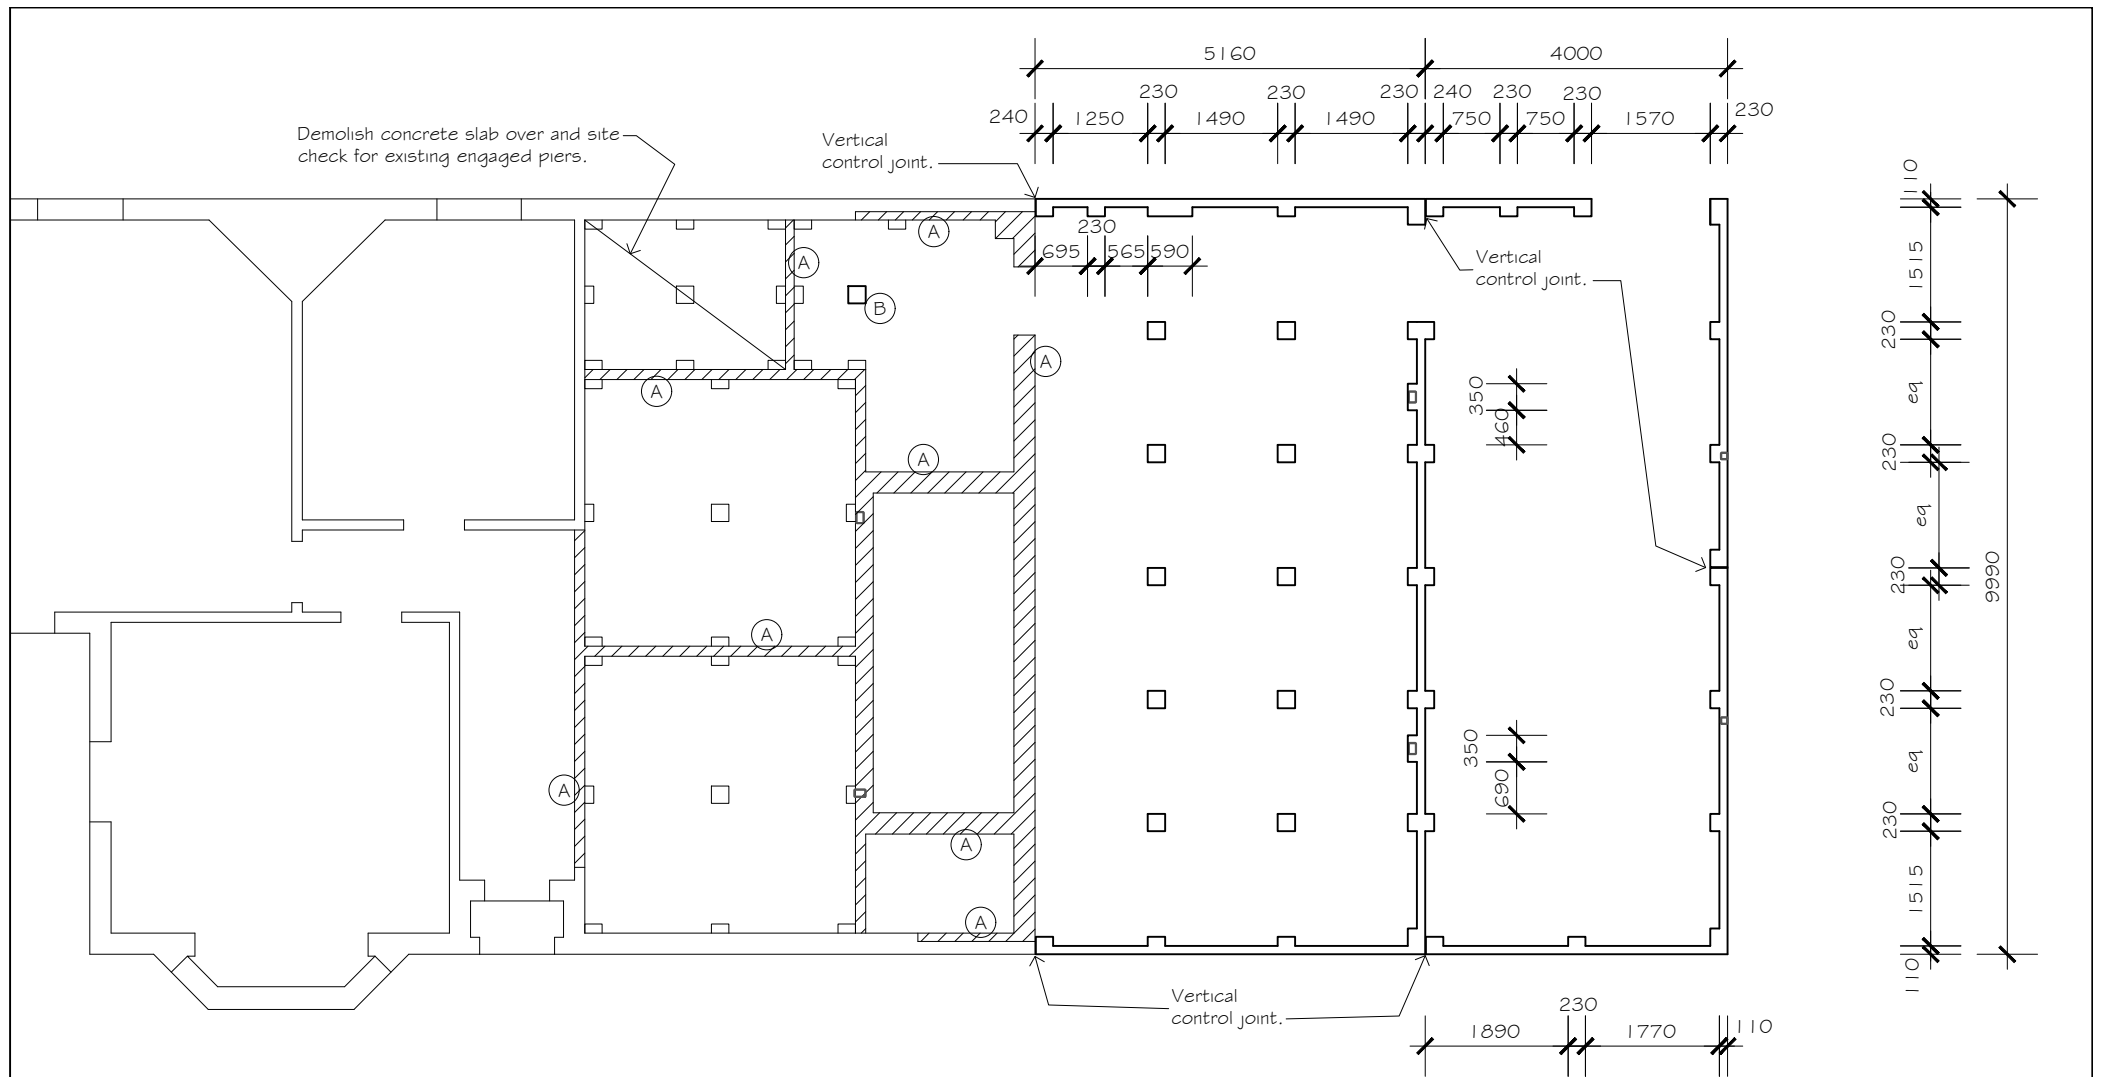 5160
4000
230
230
230
240
230
230
240
1250
1490
1490
750
750
1570
230
Demolish concrete slab over and site
check for existing engaged piers.
Vertical
control joint.
110
A
230
695
565
590
A
B
Vertical
control joint.
1515
230
A
A
350
460
eq
230
A
eq
230
9990
A
eq
230
A
350
690
eq
230
A
A
1515
110
Vertical
control joint.
230
1890
1770
110